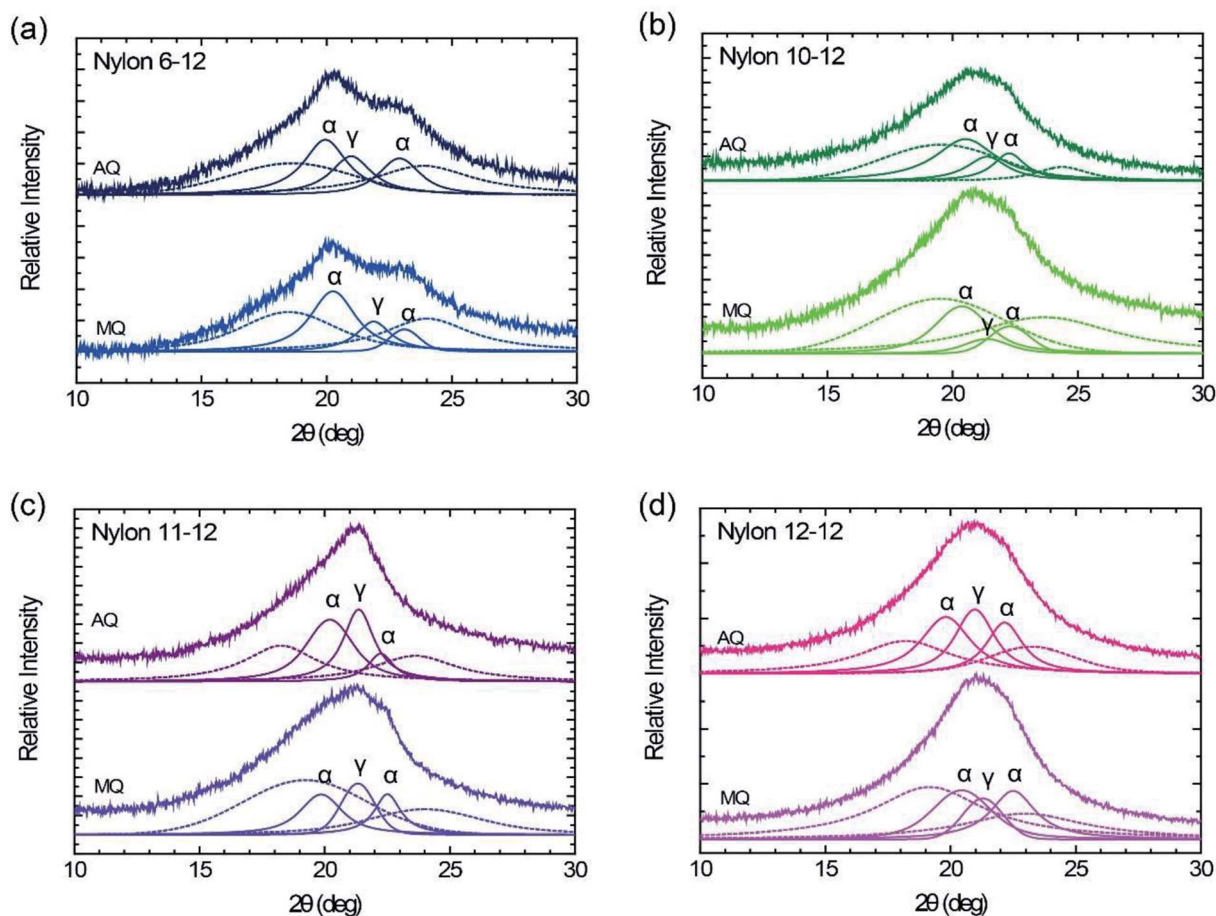 (a)
Nylon 6-12
α
γ
α
AQ
α
γ
α
MQ
Relative Intensity
10 15 20 25 30
2θ (deg)
(b)
Nylon 10-12
α
γ
α
AQ
α
γ
α
MQ
Relative Intensity
10 15 20 25 30
2θ (deg)
(c)
Nylon 11-12
AQ
α
γ
α
MQ
α
γ
α
Relative Intensity
10 15 20 25 30
2θ (deg)
(d)
Nylon 12-12
AQ
α
γ
α
MQ
α
γ
α
Relative Intensity
10 15 20 25 30
2θ (deg)